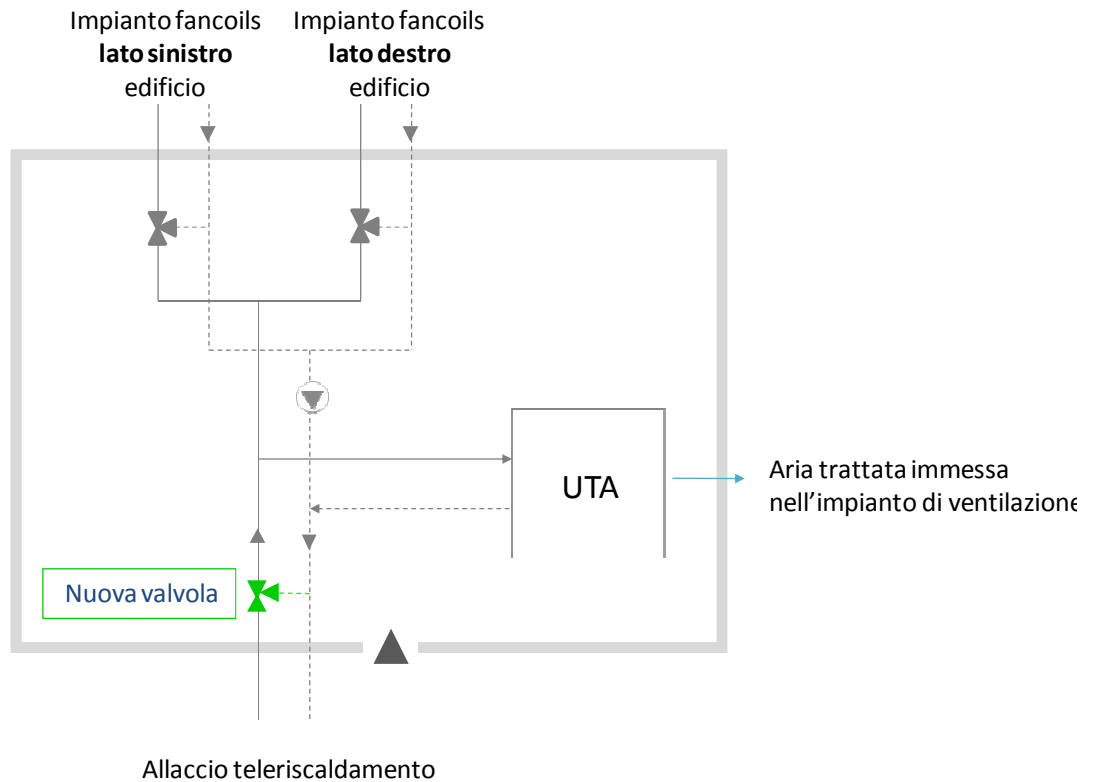 Impianto fancoils
lato sinistro
edificio
Impianto fancoils
lato destro
edificio
UTA
Aria trattata immessa
nell'impianto di ventilazione
Nuova valvola
Allaccio teleriscaldamento